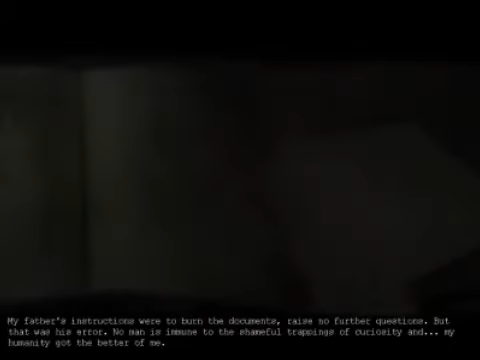 My father's instructions were to burn the documents, raise no further questions. But
that was his error. No man is immune to the shameful trappings of curiosity and... my
humanity got the better of me.